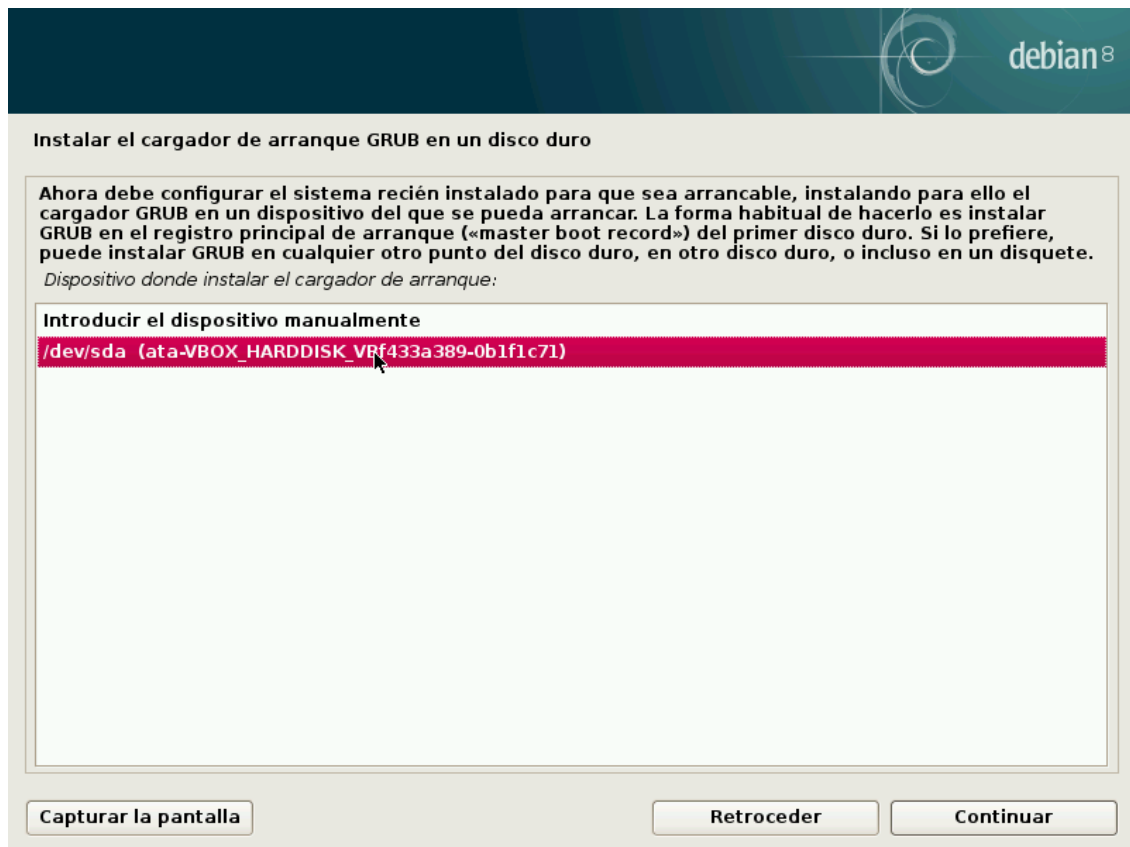 debian 8
Instalar el cargador de arranque GRUB en un disco duro
Ahora debe configurar el sistema recién instalado para que sea arrancable, instalando para ello el
cargador GRUB en un dispositivo del que se pueda arrancar. La forma habitual de hacerlo es instalar
GRUB en el registro principal de arranque («master boot record») del primer disco duro. Si lo prefiere,
puede instalar GRUB en cualquier otro punto del disco duro, en otro disco duro, o incluso en un disquete.
Dispositivo donde instalar el cargador de arranque:
Introducir el dispositivo manualmente
/dev/sda (ata-VBOX_HARDDISK_VBf433a389-0b1f1c71)
Capturar la pantalla
Retroceder
Continuar